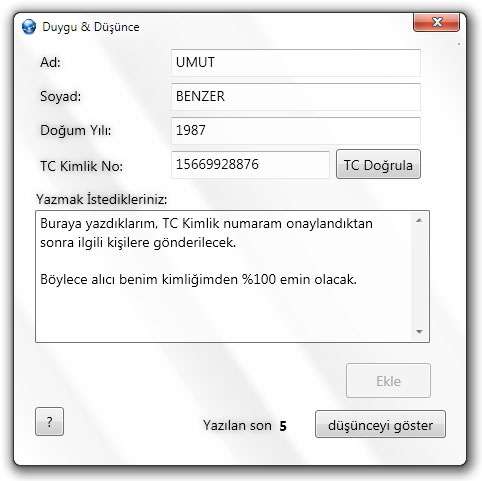 Duygu & Düşünce
Ad: UMUT
Soyad: BENZER
Doğum Yılı: 1987
TC Kimlik No: 15669928876 TC Doğrula
Yazmak İstedikleriniz:
Buraya yazdıklarım, TC Kimlik numaram onaylandıktan
sonra ilgili kişilere gönderilecek.
Böylece alıcı benim kimliğimden %100 emin olacak.
Ekle
? Yazılan son 5 düşünceyi göster